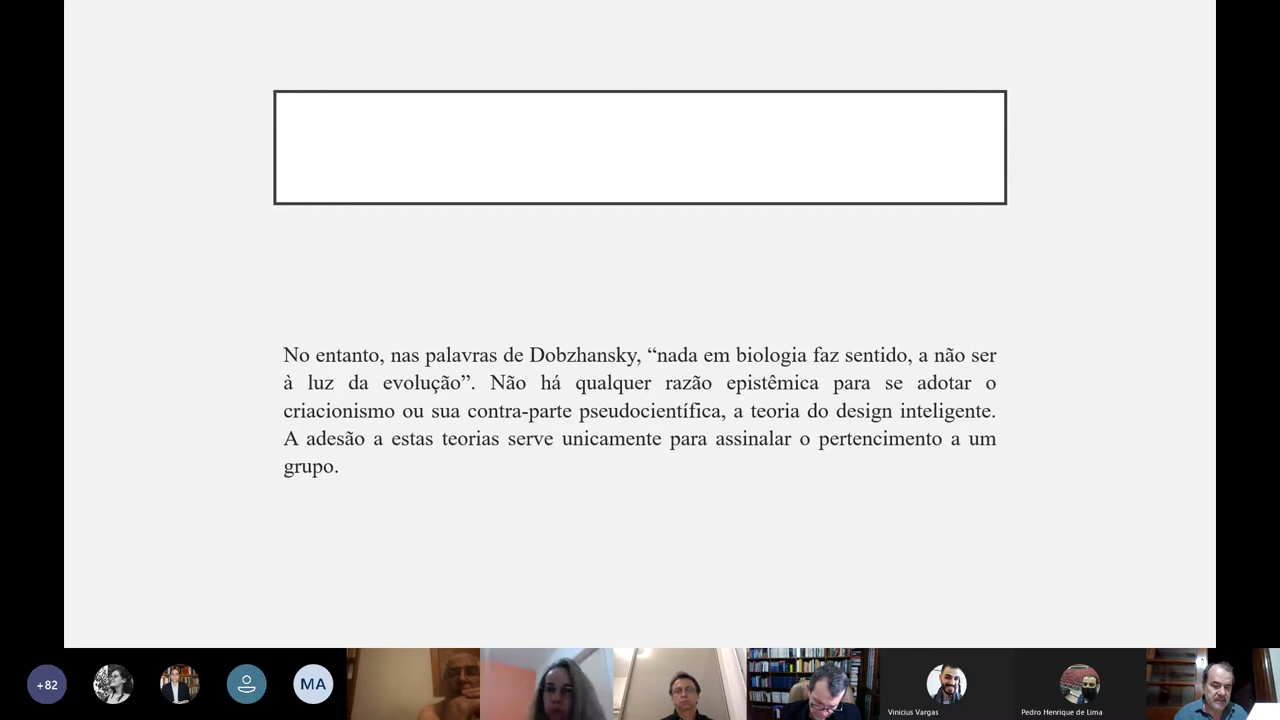 No entanto, nas palavras de Dobzhansky, “nada em biologia faz sentido, a não ser
à luz da evolução”. Não há qualquer razão epistêmica para se adotar o
criacionismo ou sua contra-parte pseudocientífica, a teoria do design inteligente.
A adesão a estas teorias serve unicamente para assinalar o pertencimento a um
grupo.
+82
MA
Vinicius Vargas
Pedro Henrique de Lima